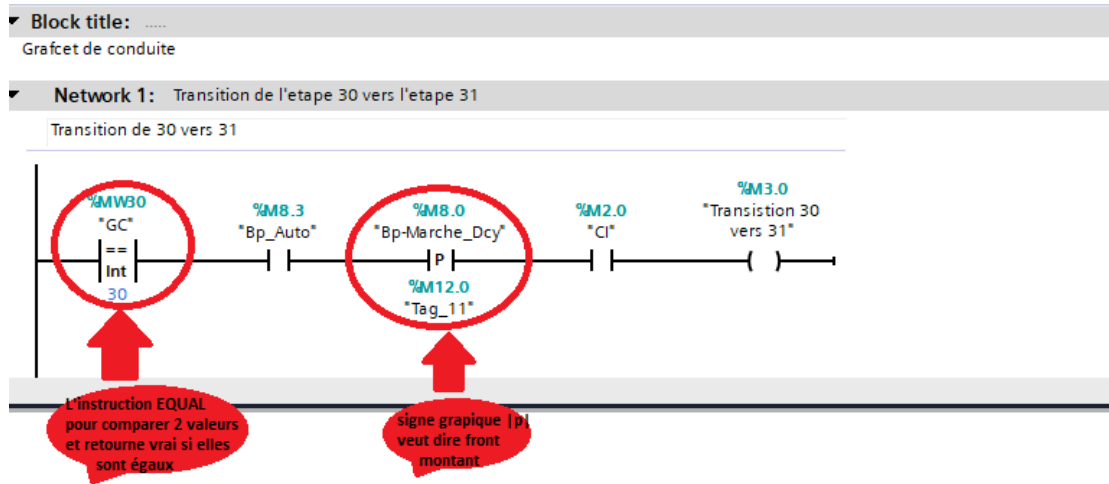 Block title: .....
Grafcet de conduite
Network 1: Transition de l'etape 30 vers l'etape 31
Transition de 30 vers 31
%MW30
"GC"
==
Int
30
%M8.3
"Bp_Auto"
%M8.0
"Bp-Marche_Dcy"
P
%M12.0
"Tag_11"
%M2.0
"CI"
%M3.0
"Transistion 30
vers 31"
L'instruction EQUAL
pour comparer 2 valeurs
et retourne vrai si elles
sont égaux
signe grapique |p|
veut dire front
montant